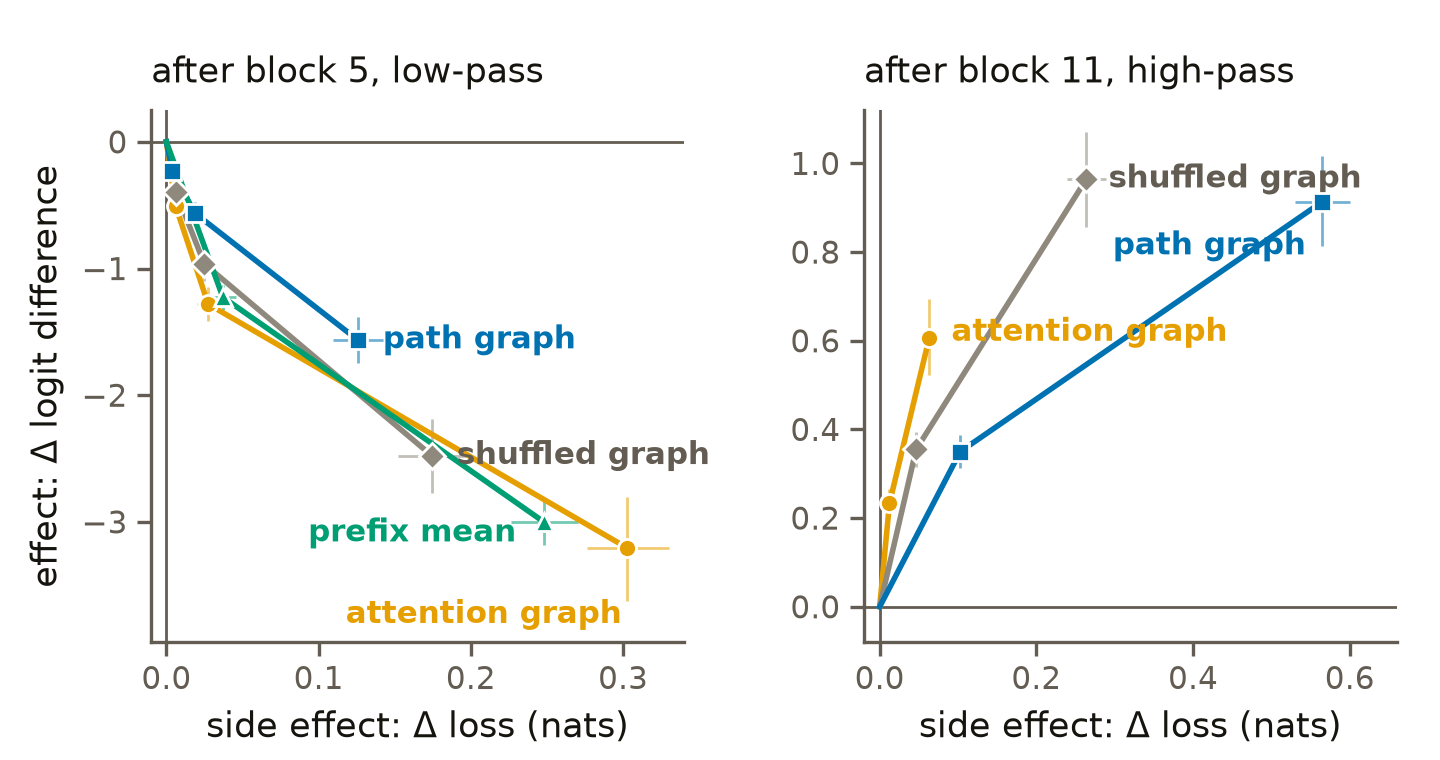 after block 5, low-pass
effect: Δ logit difference
0
−1
−2
−3
path graph
shuffled graph
prefix mean
attention graph
0.0 0.1 0.2 0.3
side effect: Δ loss (nats)
after block 11, high-pass
1.0
0.8
0.6
0.4
0.2
0.0
shuffled graph
path graph
attention graph
0.0 0.2 0.4 0.6
side effect: Δ loss (nats)